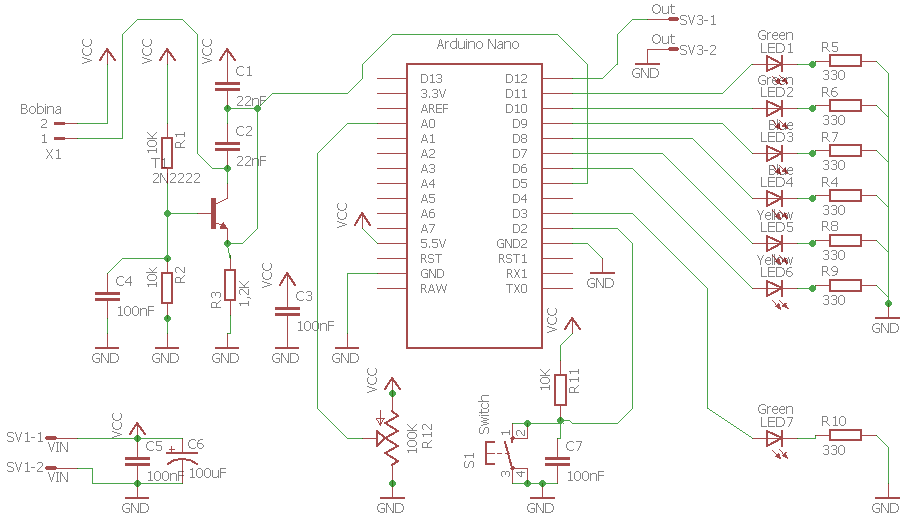 Out
SV3-1
Out
SV3-2
GND
Arduino Nano
VCC
VCC
VCC
C1
22nF
C2
22nF
Bobina
2
1
X1
10K
R1
T1
2N2222
D13
3.3V
AREF
A0
A1
A2
A3
A4
A5
A6
A7
5.5V
RST
GND
RAW
D12
D11
D10
D9
D8
D7
D6
D5
D4
D3
D2
GND2
RST1
RX1
TX0
Green
LED1
R5
330
Green
LED2
R6
330
Blue
LED3
R7
330
Blue
LED4
R4
330
Yellow
LED5
R8
330
Yellow
LED6
R9
330
GND
VCC
GND
C4
100nF
GND
10k
R2
GND
R3
1,2K
GND
VCC
C3
100nF
GND
GND
VCC
10K
R11
VCC
100K
R12
GND
Switch
S1
1
2
3
4
C7
100nF
GND
Green
LED7
R10
330
GND
SV1-1
VIN
SV1-2
VIN
VCC
C5
100nF
+
C6
100uF
GND